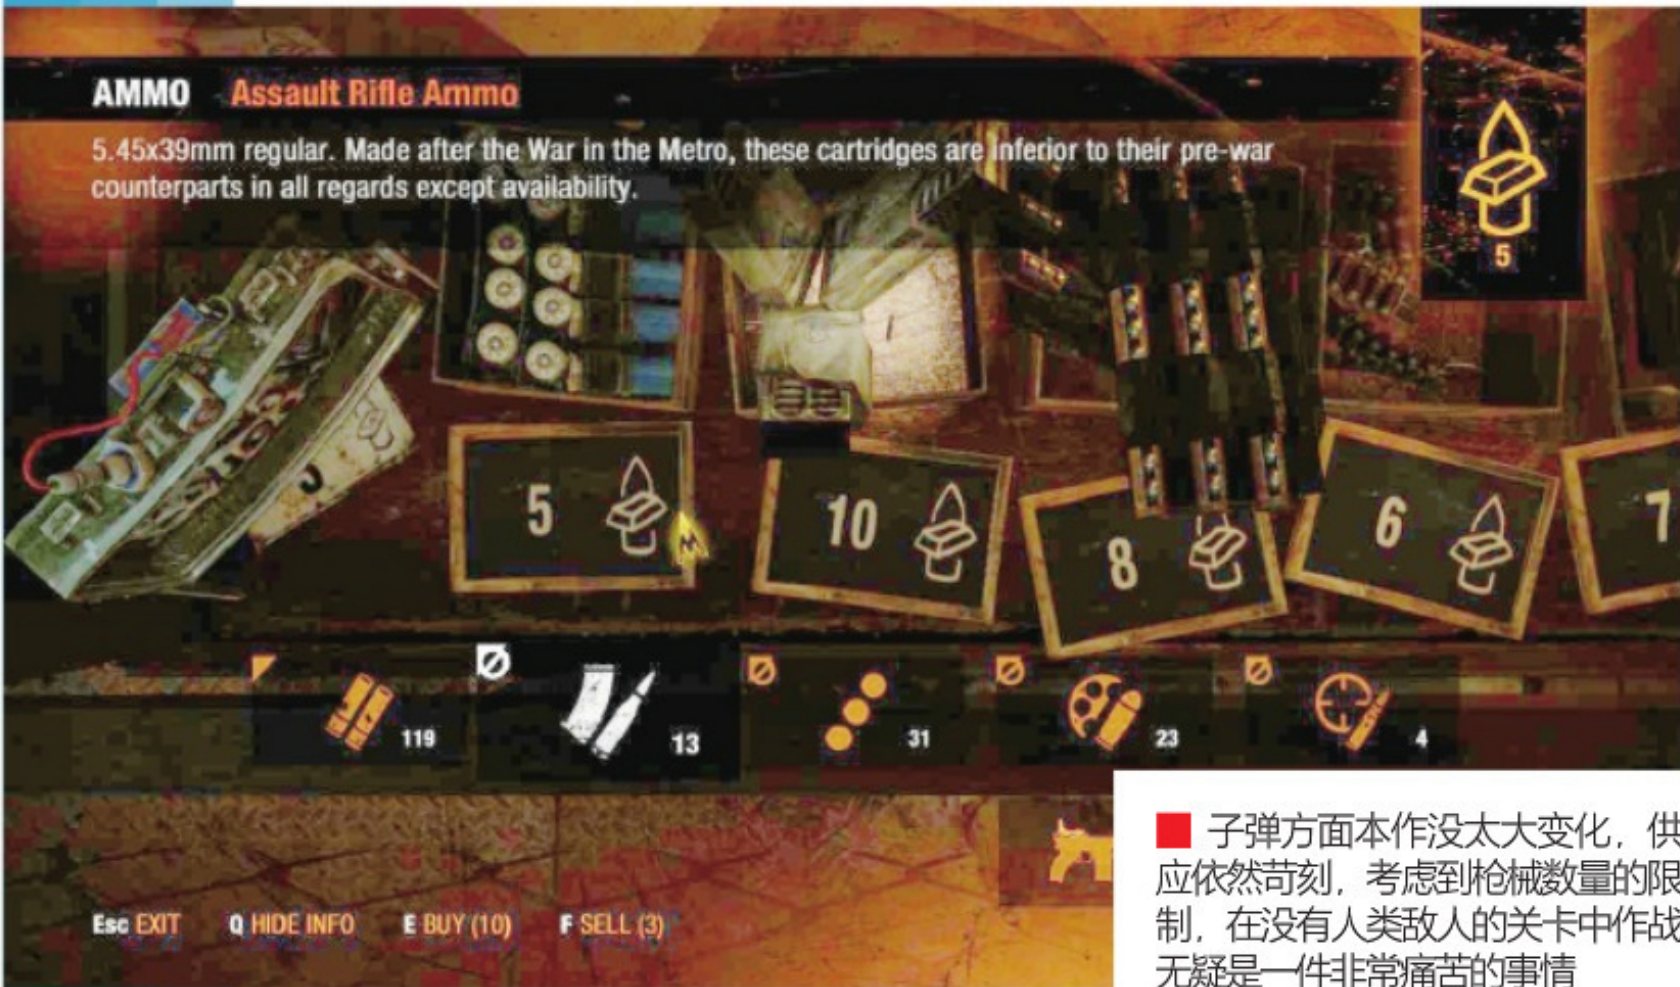 AMMO Assault Rifle Ammo
5.45x39mm regular. Made after the War in the Metro, these cartridges are inferior to their pre-war
counterparts in all regards except availability.
5
5
10
8
6
7
119
13
31
23
4
Esc EXIT Q HIDE INFO E BUY (10) F SELL (3)
子弹方面本作没太大变化，供
应依然苛刻，考虑到枪械数量的限
制，在没有人类敌人的关卡中作战
无疑是一件非常痛苦的事情